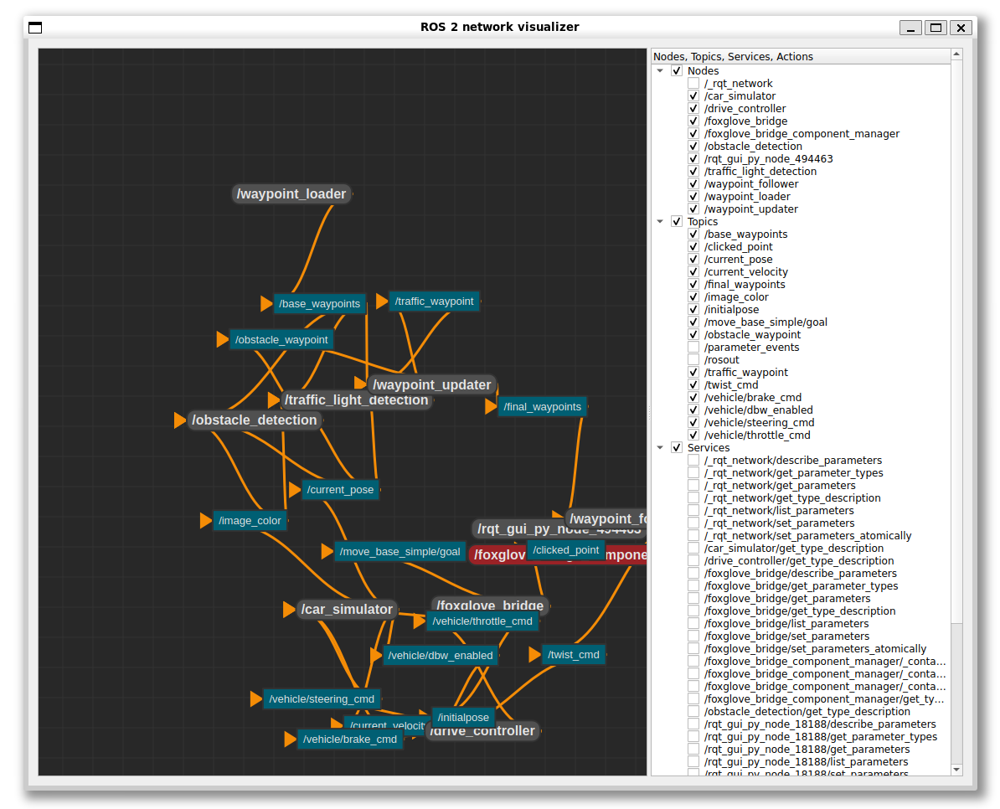 ROS 2 network visualizer
/waypoint_loader
/base_waypoints
/traffic_waypoint
/obstacle_waypoint
/waypoint_updater
/traffic_light_detection
/final_waypoints
/obstacle_detection
/current_pose
/image_color
/waypoint_fo
/rqt_gui_py_node_494463
/move_base_simple/goal
/foxglov
/clicked_point
mpone
/foxglove_bridge
/car_simulator
/vehicle/throttle_cmd
/vehicle/dbw_enabled
/twist_cmd
/vehicle/steering_cmd
/initialpose
/current_velocit
/drive_controller
/vehicle/brake_cmd
Nodes, Topics, Services, Actions
Nodes
/_rqt_network
/car_simulator
/drive_controller
/foxglove_bridge
/foxglove_bridge_component_manager
/obstacle_detection
/rqt_gui_py_node_494463
/traffic_light_detection
/waypoint_follower
/waypoint_loader
/waypoint_updater
Topics
/base_waypoints
/clicked_point
/current_pose
/current_velocity
/final_waypoints
/image_color
/initialpose
/move_base_simple/goal
/obstacle_waypoint
/parameter_events
/rosout
/traffic_waypoint
/twist_cmd
/vehicle/brake_cmd
/vehicle/dbw_enabled
/vehicle/steering_cmd
/vehicle/throttle_cmd
Services
/_rqt_network/describe_parameters
/_rqt_network/get_parameter_types
/_rqt_network/get_parameters
/_rqt_network/get_type_description
/_rqt_network/list_parameters
/_rqt_network/set_parameters
/_rqt_network/set_parameters_atomically
/car_simulator/get_type_description
/drive_controller/get_type_description
/foxglove_bridge/describe_parameters
/foxglove_bridge/get_parameter_types
/foxglove_bridge/get_parameters
/foxglove_bridge/get_type_description
/foxglove_bridge/list_parameters
/foxglove_bridge/set_parameters
/foxglove_bridge/set_parameters_atomically
/foxglove_bridge_component_manager/_conta...
/foxglove_bridge_component_manager/_conta...
/foxglove_bridge_component_manager/_conta...
/foxglove_bridge_component_manager/get_ty...
/obstacle_detection/get_type_description
/rqt_gui_py_node_18188/describe_parameters
/rqt_gui_py_node_18188/get_parameter_types
/rqt_gui_py_node_18188/get_parameters
/rqt_gui_py_node_18188/list_parameters
/rqt_gui_py_node_18188/set_parameters